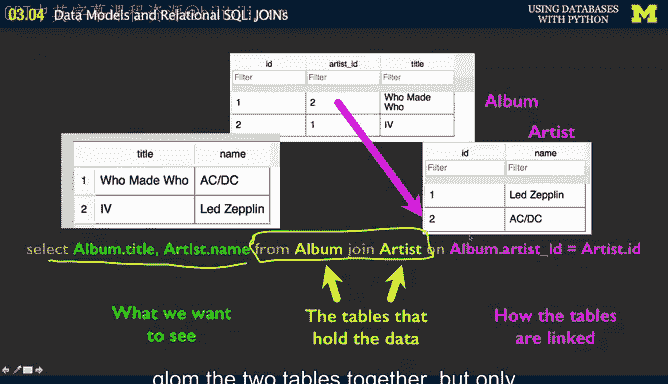 03.04 Data Models and Relational SQL: JOINs
USING DATABASES
WITH PYTHON
M
id artist_id title
Filter Filter Filter
1 2 Who Made Who
2 1 IV
Album
Artist
title name
1 Who Made Who AC/DC
2 IV Led Zepplin
id name
Filter Filter
1 Led Zepplin
2 AC/DC
select Album.title, Artist.name from Album join Artist on Album.artist_id = Artist.id
What we want
to see
The tables that
hold the data
How the tables
are linked
glom the two tables together, but only